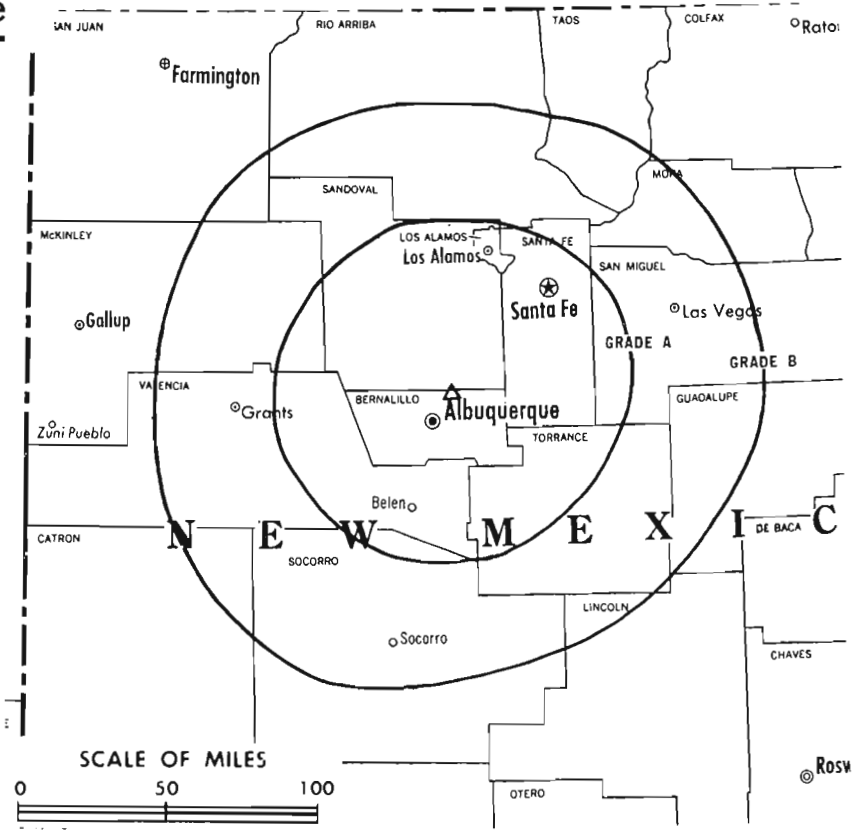 SAN JUAN
RIO ARRIBA
TAOS
COLFAX
Farmington
MORA
SANDOVAL
McKINLEY
LOS ALAMOS
Los Alamos
SANTA FE
SAN MIGUEL
Santa Fe
Gallup
Las Vegas
GRADE A
GRADE B
VALENCIA
BERNALILLO
GUADALUPE
Grants
Albuquerque
Zuni Pueblo
TORRANCE
Belen
N E W M E X I C
CATRON
DE BACA
SOCORRO
LINCOLN
Socorro
CHAVES
SCALE OF MILES
0 50 100
OTERO